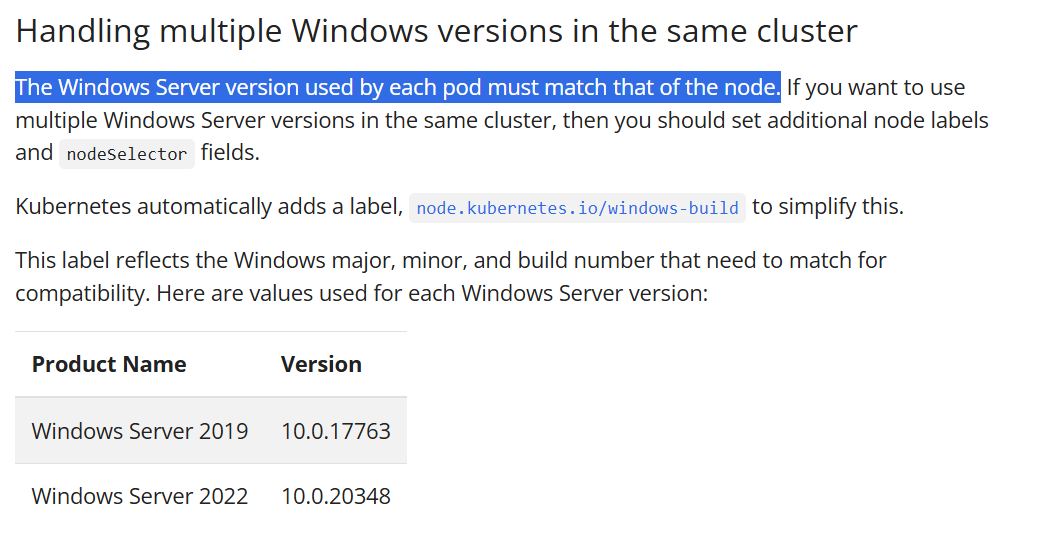 Handling multiple Windows versions in the same cluster
The Windows Server version used by each pod must match that of the node. If you want to use
multiple Windows Server versions in the same cluster, then you should set additional node labels
and nodeSelector fields.
Kubernetes automatically adds a label, node.kubernetes.io/windows-build to simplify this.
This label reflects the Windows major, minor, and build number that need to match for
compatibility. Here are values used for each Windows Server version:
Product Name Version
Windows Server 2019 10.0.17763
Windows Server 2022 10.0.20348